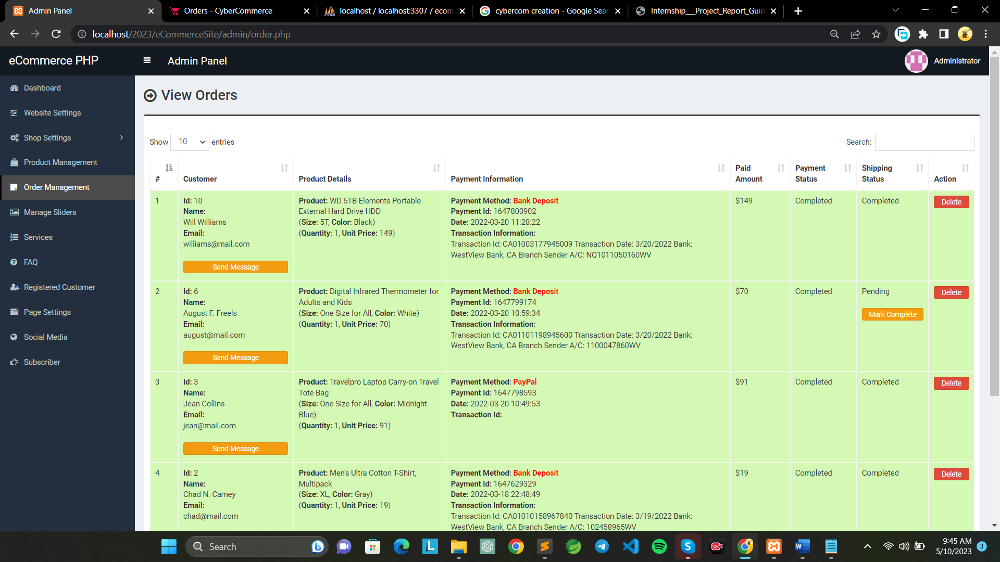 Admin Panel
Orders - CyberCommerce
localhost / localhost:3307 / ecom
cybercom creation - Google Sear
Internship___Project_Report_Guid
localhost/2023/eCommerceSite/admin/order.php
eCommerce PHP
Admin Panel
Administrator
Dashboard
Website Settings
Shop Settings
Product Management
Order Management
Manage Sliders
Services
FAQ
Registered Customer
Page Settings
Social Media
Subscriber
View Orders
Show 10 entries
Search:
#
Customer
Product Details
Payment Information
Paid
Amount
Payment
Status
Shipping
Status
Action
1
Id: 10
Name:
Will Williams
Email:
williams@mail.com
Send Message
Product: WD 5TB Elements Portable
External Hard Drive HDD
(Size: 5T, Color: Black)
(Quantity: 1, Unit Price: 149)
Payment Method: Bank Deposit
Payment Id: 1647800902
Date: 2022-03-20 11:28:22
Transaction Information:
Transaction Id: CA01003177945009 Transaction Date: 3/20/2022 Bank:
WestView Bank, CA Branch Sender A/C: NQ1011050160WV
$149
Completed
Completed
Delete
2
Id: 6
Name:
August F. Freels
Email:
august@mail.com
Send Message
Product: Digital Infrared Thermometer for
Adults and Kids
(Size: One Size for All, Color: White)
(Quantity: 1, Unit Price: 70)
Payment Method: Bank Deposit
Payment Id: 1647799174
Date: 2022-03-20 10:59:34
Transaction Information:
Transaction Id: CA01101198945600 Transaction Date: 3/20/2022 Bank:
WestView Bank, CA Branch Sender A/C: 1100047860WV
$70
Completed
Pending
Mark Complete
Delete
3
Id: 3
Name:
Jean Collins
Email:
jean@mail.com
Send Message
Product: Travelpro Laptop Carry-on Travel
Tote Bag
(Size: One Size for All, Color: Midnight
Blue)
(Quantity: 1, Unit Price: 91)
Payment Method: PayPal
Payment Id: 1647798593
Date: 2022-03-20 10:49:53
Transaction Id:
$91
Completed
Completed
Delete
4
Id: 2
Name:
Chad N. Carney
Email:
chad@mail.com
Product: Men's Ultra Cotton T-Shirt,
Multipack
(Size: XL, Color: Gray)
(Quantity: 1, Unit Price: 19)
Payment Method: Bank Deposit
Payment Id: 1647629329
Date: 2022-03-18 22:48:49
Transaction Information:
Transaction Id: CA01010158967840 Transaction Date: 3/19/2022 Bank:
WestView Bank, CA Branch Sender A/C: 102458965WV
$19
Completed
Completed
Delete
Search
9:45 AM
5/10/2023
3